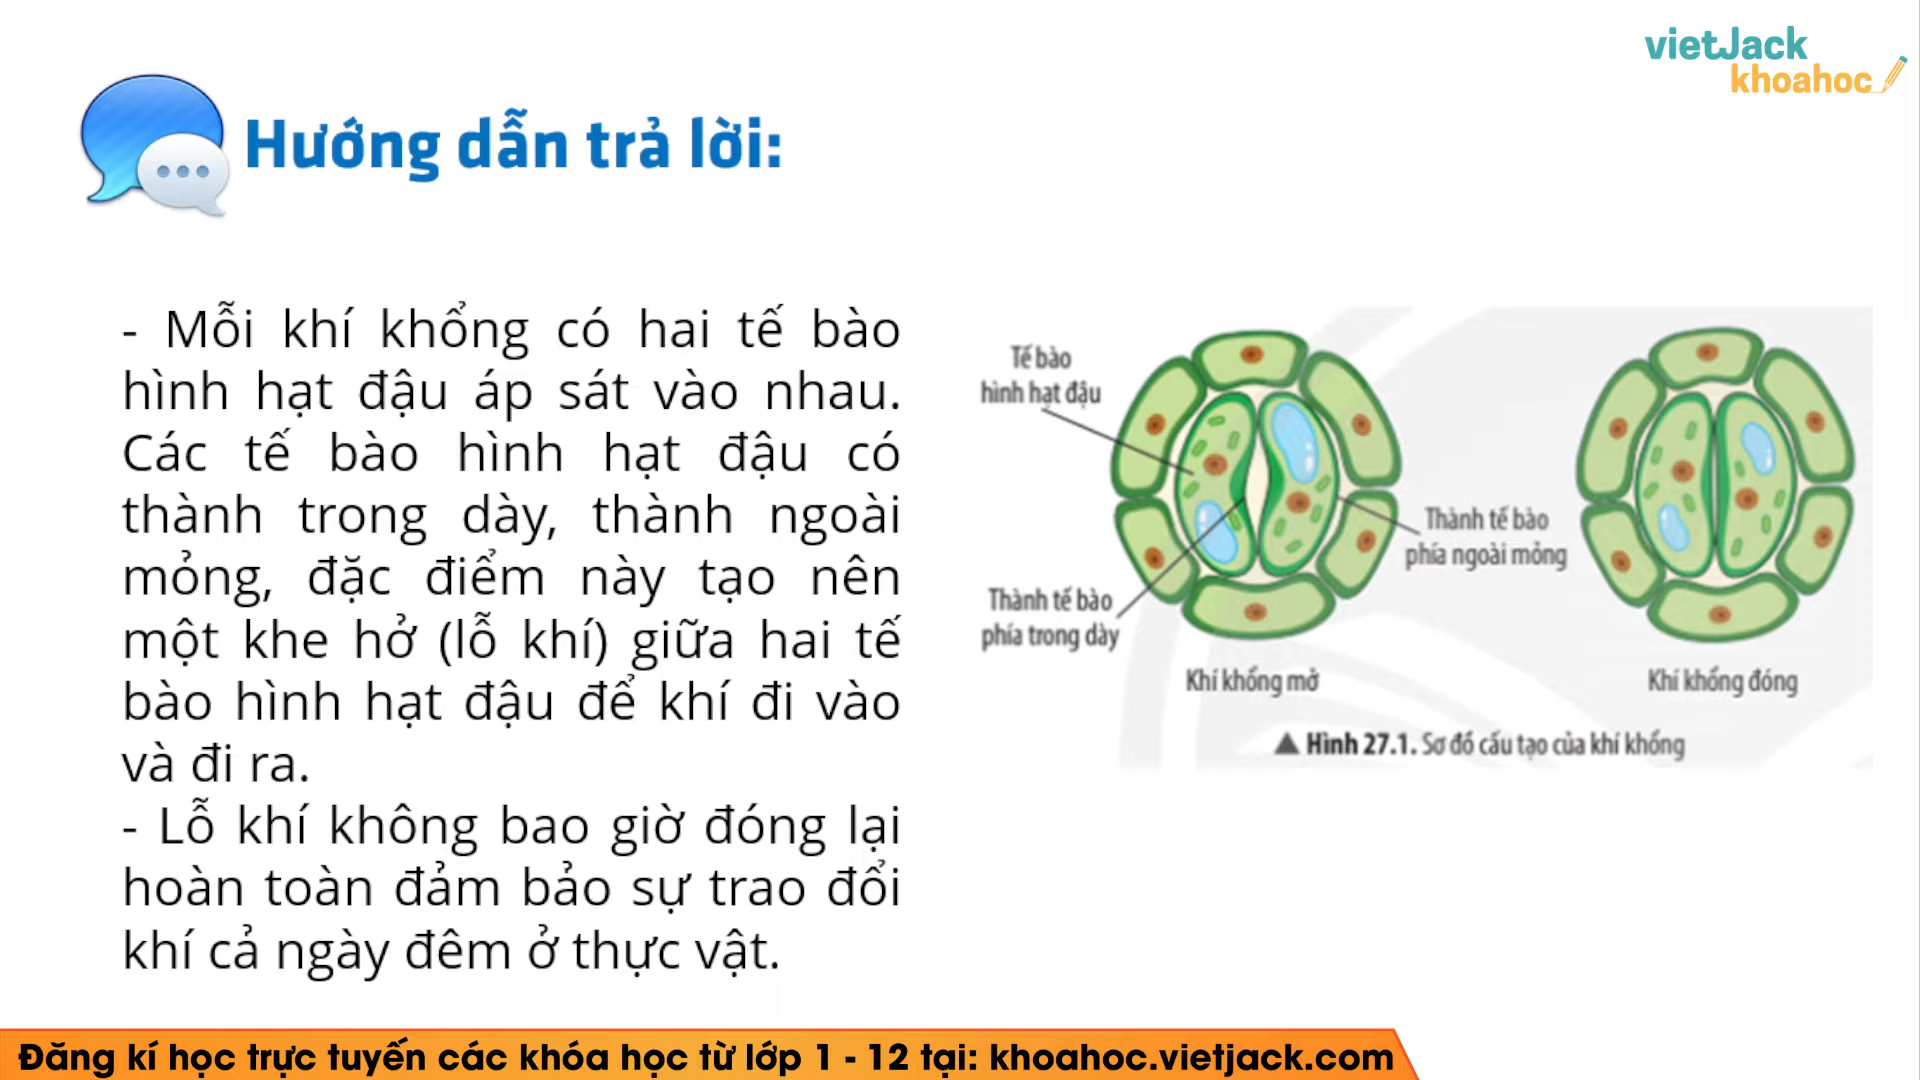 vietJack
khoahoc
Hướng dẫn trả lời:
- Mỗi khí khổng có hai tế bào
hình hạt đậu áp sát vào nhau.
Các tế bào hình hạt đậu có
thành trong dày, thành ngoài
mỏng, đặc điểm này tạo nên
một khe hở (lỗ khí) giữa hai tế
bào hình hạt đậu để khí đi vào
và đi ra.
- Lỗ khí không bao giờ đóng lại
hoàn toàn đảm bảo sự trao đổi
khí cả ngày đêm ở thực vật.
Tế bào
hình hạt đậu
Thành tế bào
phía ngoài mỏng
Thành tế bào
phía trong dày
Khí khổng mở
Khí khổng đóng
▲ Hình 27.1. Sơ đồ cấu tạo của khí khổng
Đăng kí học trực tuyến các khóa học từ lớp 1 - 12 tại: khoahoc.vietjack.com